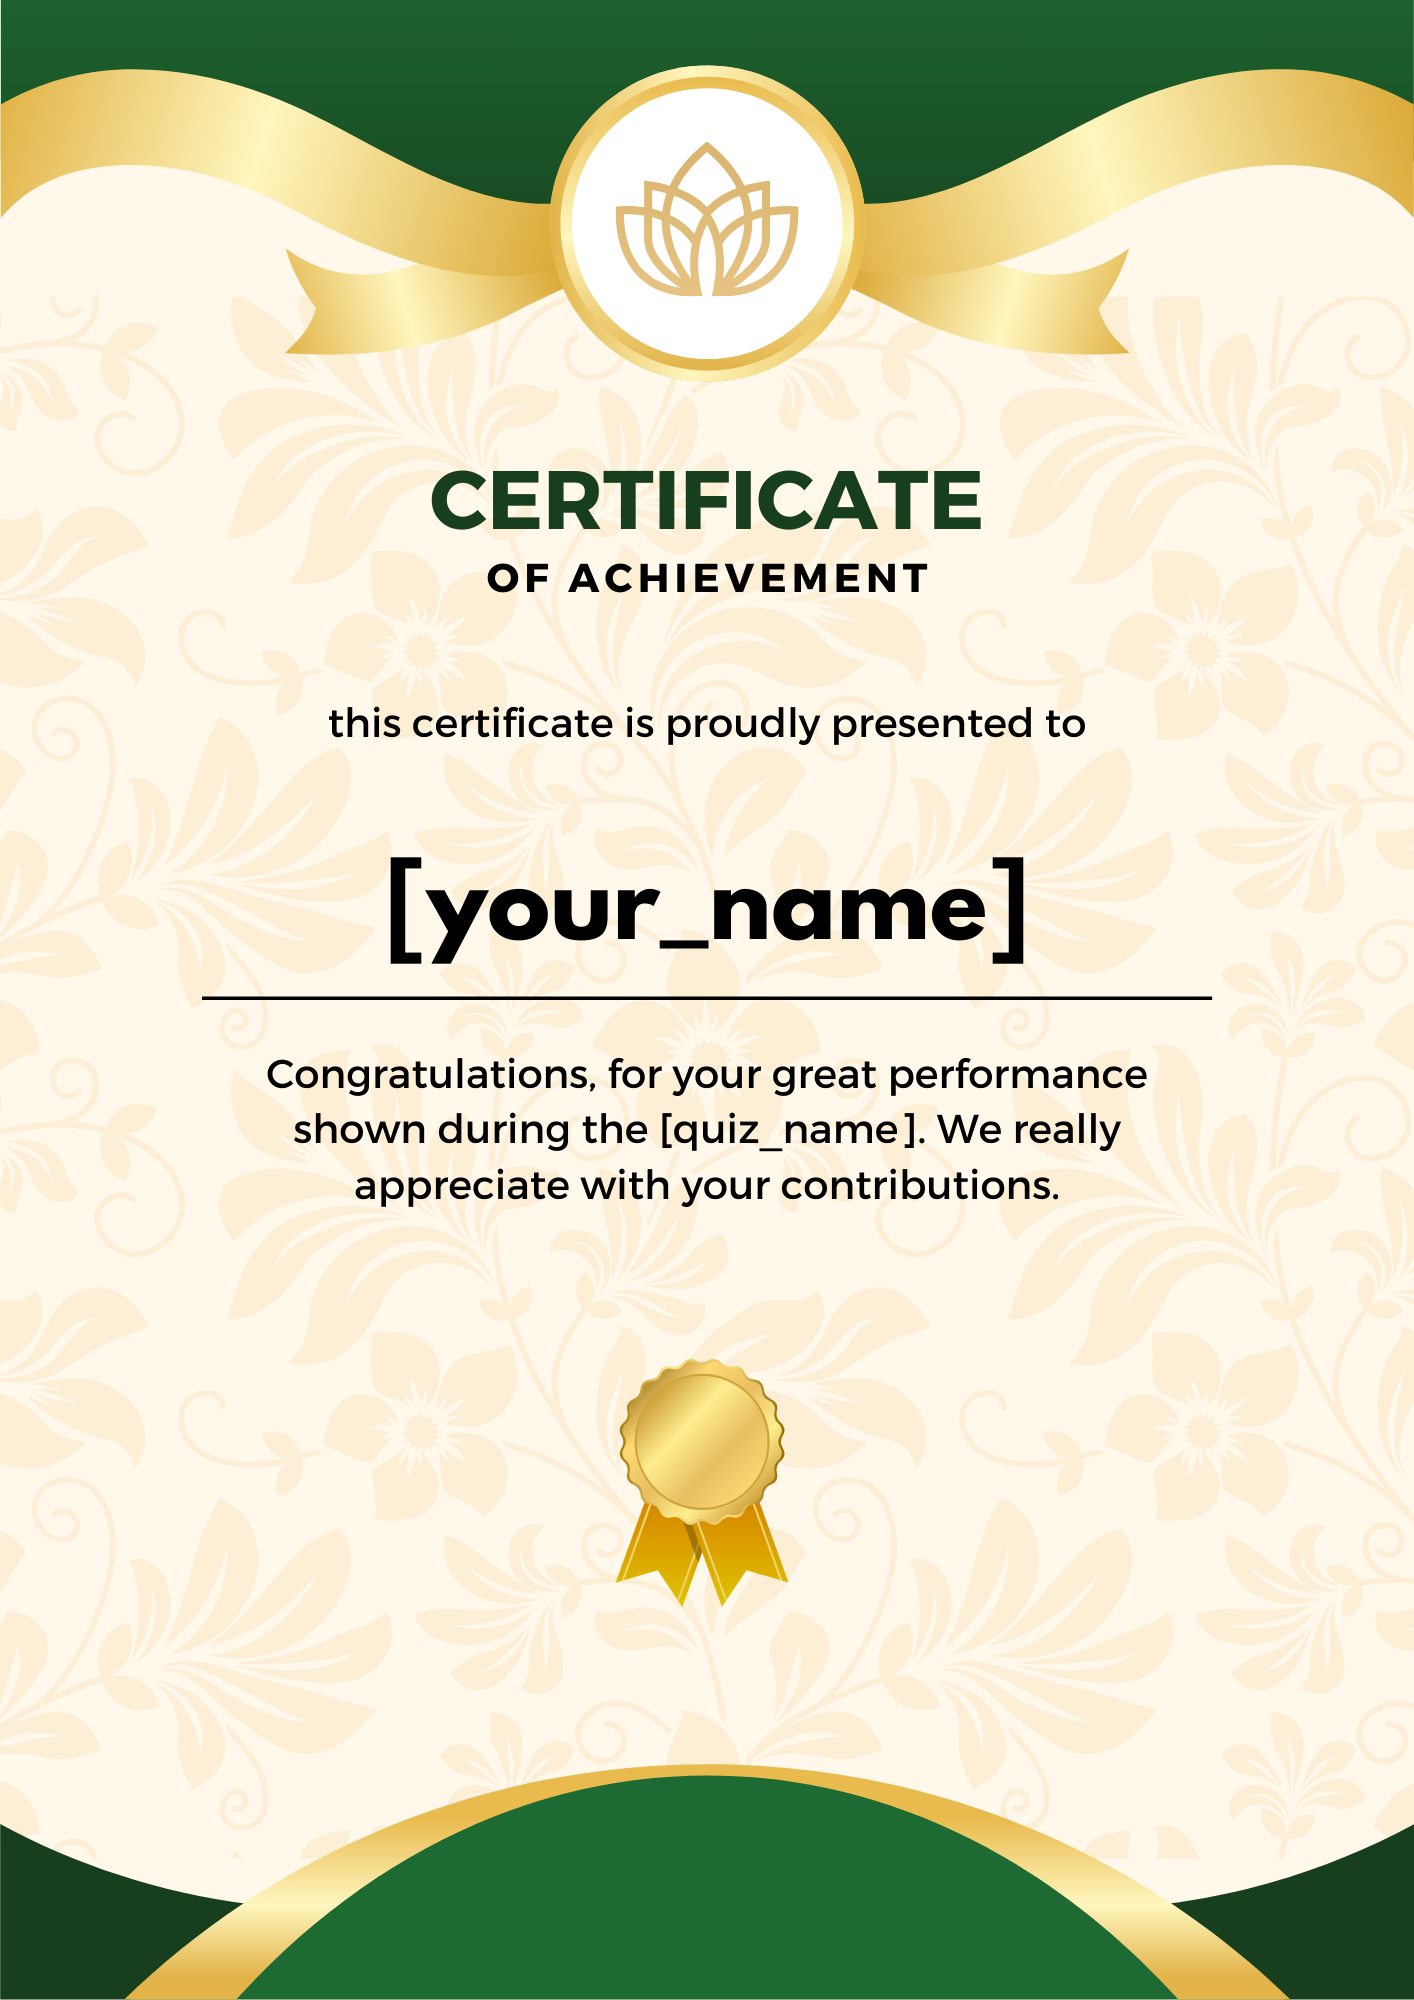 CERTIFICATE
OF ACHIEVEMENT
this certificate is proudly presented to
[your_name]
Congratulations, for your great performance
shown during the [quiz_name]. We really
appreciate with your contributions.